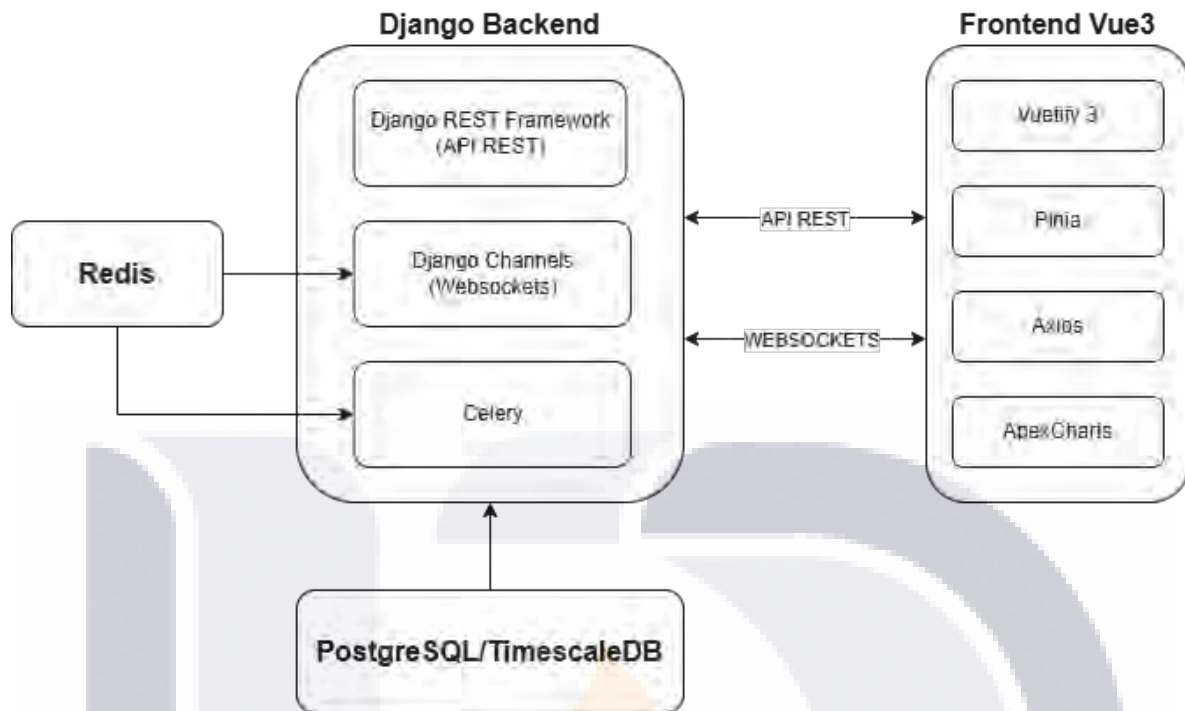 Django Backend
Frontend Vue3
Django REST Framework
(API REST)
Django Channels
(Websockets)
Celery
Redis
API REST
WEBSOCKETS
Vuetify 3
Pinia
Axios
ApexCharts
PostgreSQL/TimescaleDB